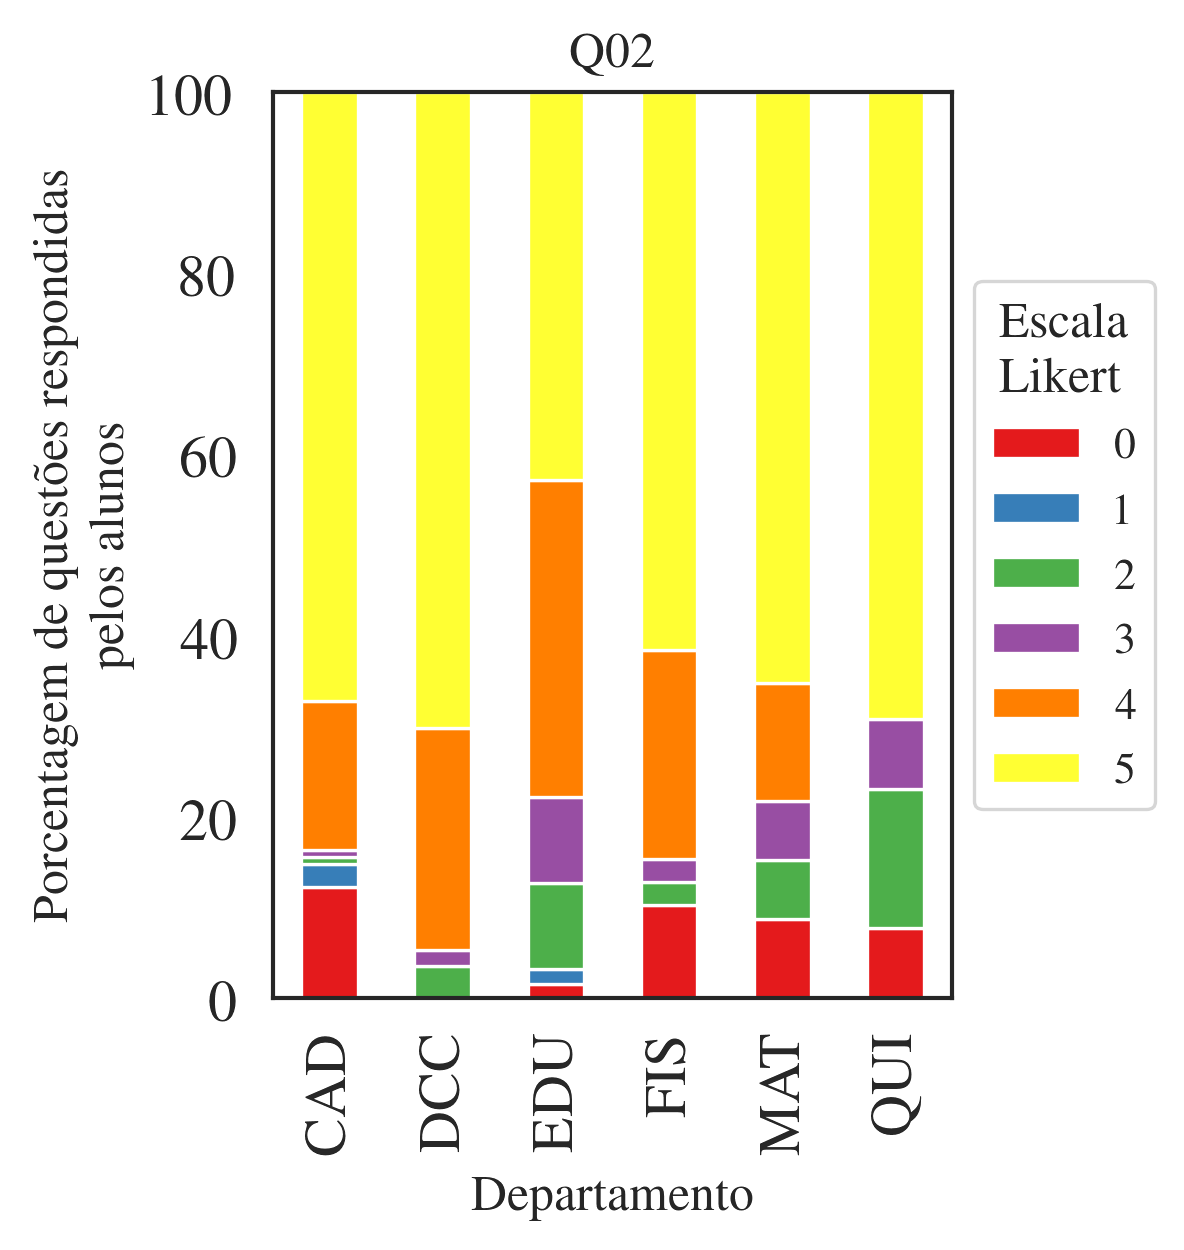 Q02
100
80
60
40
20
0
Porcentagem de questões respondidas
pelos alunos
CAD
DCC
EDU
FIS
MAT
QUI
Departamento
Escala
Likert
0
1
2
3
4
5